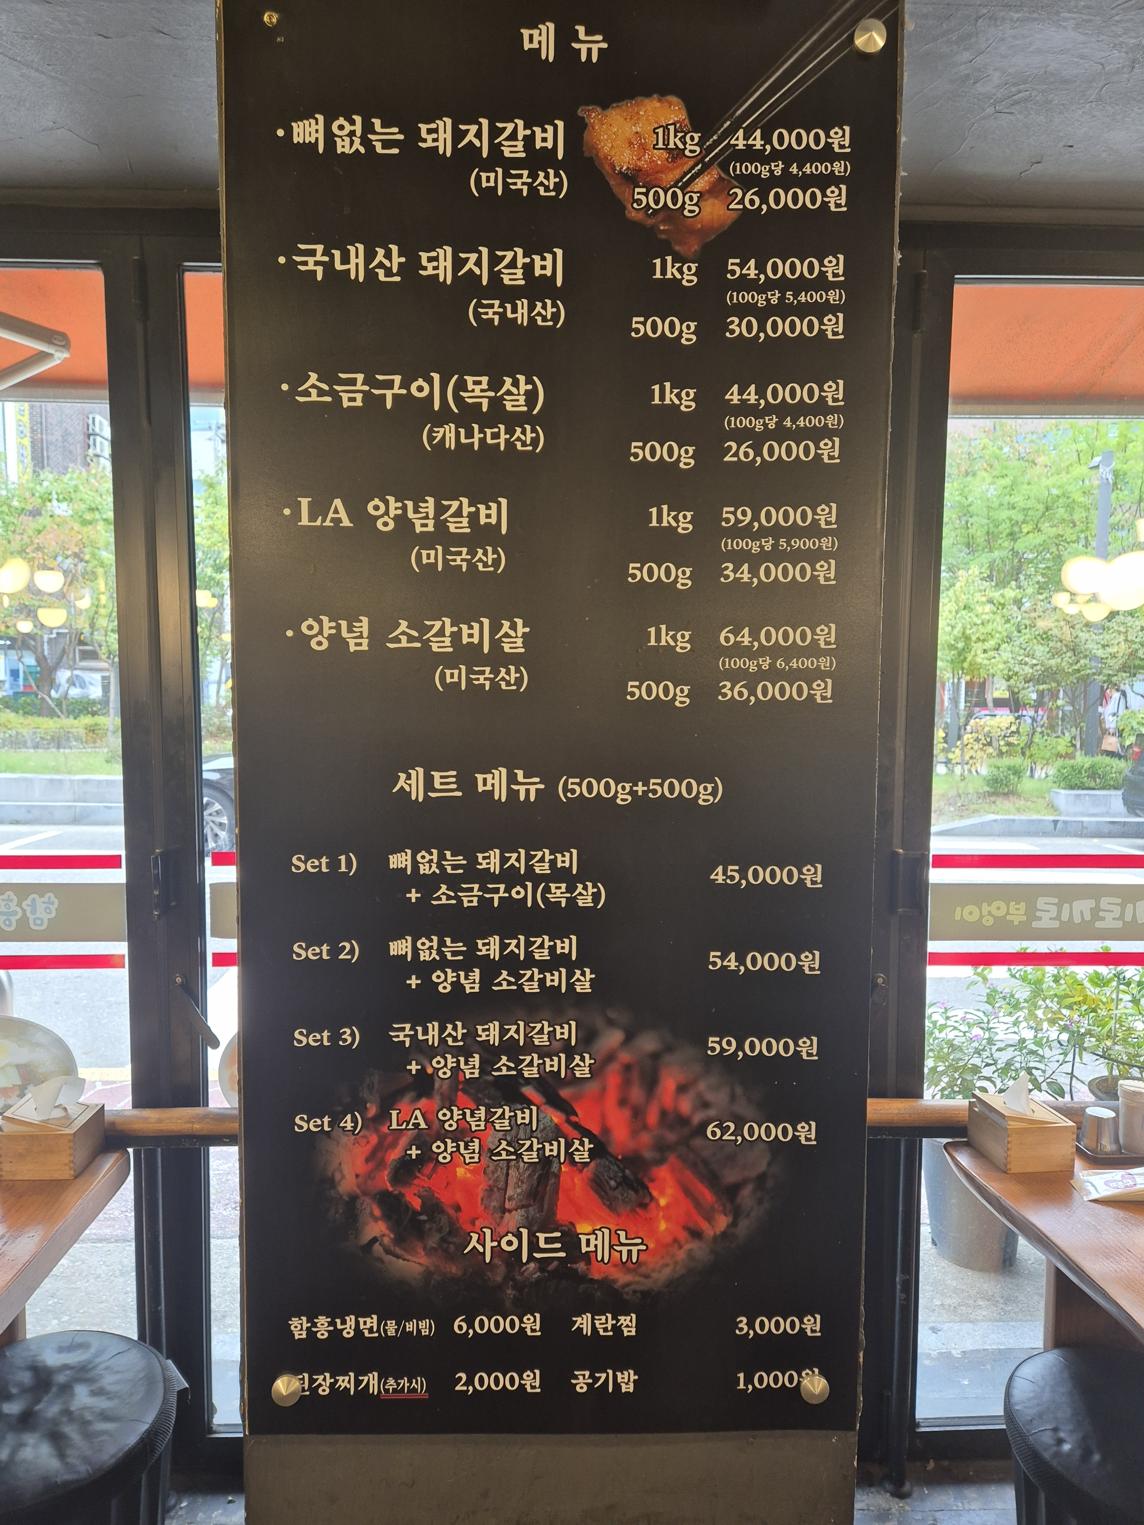 메뉴
·뼈없는 돼지갈비 1kg 44,000원
(100g당 4,400원)
(미국산) 500g 26,000원
·국내산 돼지갈비 1kg 54,000원
(100g당 5,400원)
(국내산) 500g 30,000원
·소금구이(목살) 1kg 44,000원
(100g당 4,400원)
(캐나다산) 500g 26,000원
·LA 양념갈비 1kg 59,000원
(100g당 5,900원)
(미국산) 500g 34,000원
·양념 소갈비살 1kg 64,000원
(100g당 6,400원)
(미국산) 500g 36,000원
세트 메뉴 (500g+500g)
Set 1) 뼈없는 돼지갈비
+ 소금구이(목살) 45,000원
Set 2) 뼈없는 돼지갈비
+ 양념 소갈비살 54,000원
Set 3) 국내산 돼지갈비
+ 양념 소갈비살 59,000원
Set 4) LA 양념갈비
+ 양념 소갈비살 62,000원
사이드 메뉴
함흥냉면(물/비빔) 6,000원 계란찜 3,000원
된장찌개(추가시) 2,000원 공기밥 1,000원
함흥